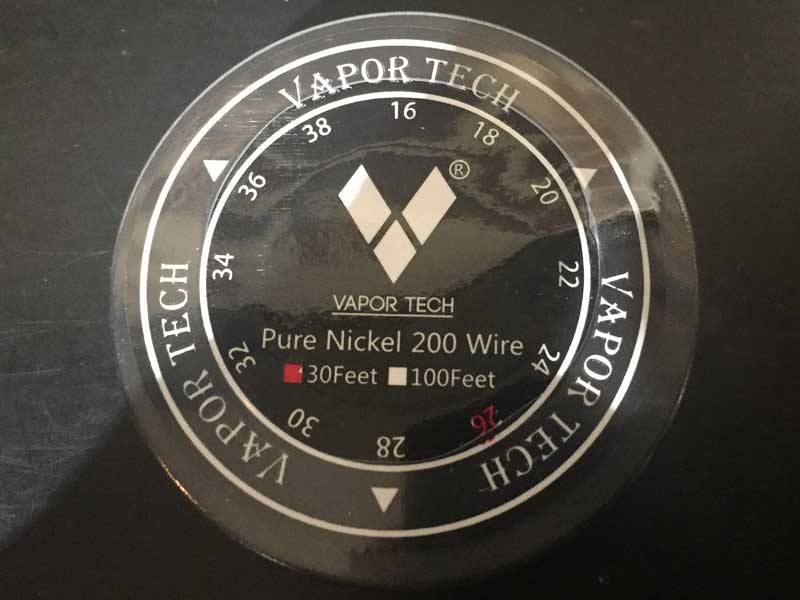 VAPOR TECH
VAPOR TECH
VAPOR TECH
16
18
20
22
24
26
28
30
32
34
36
38
®
VAPOR TECH
Pure Nickel 200 Wire
30Feet 100Feet